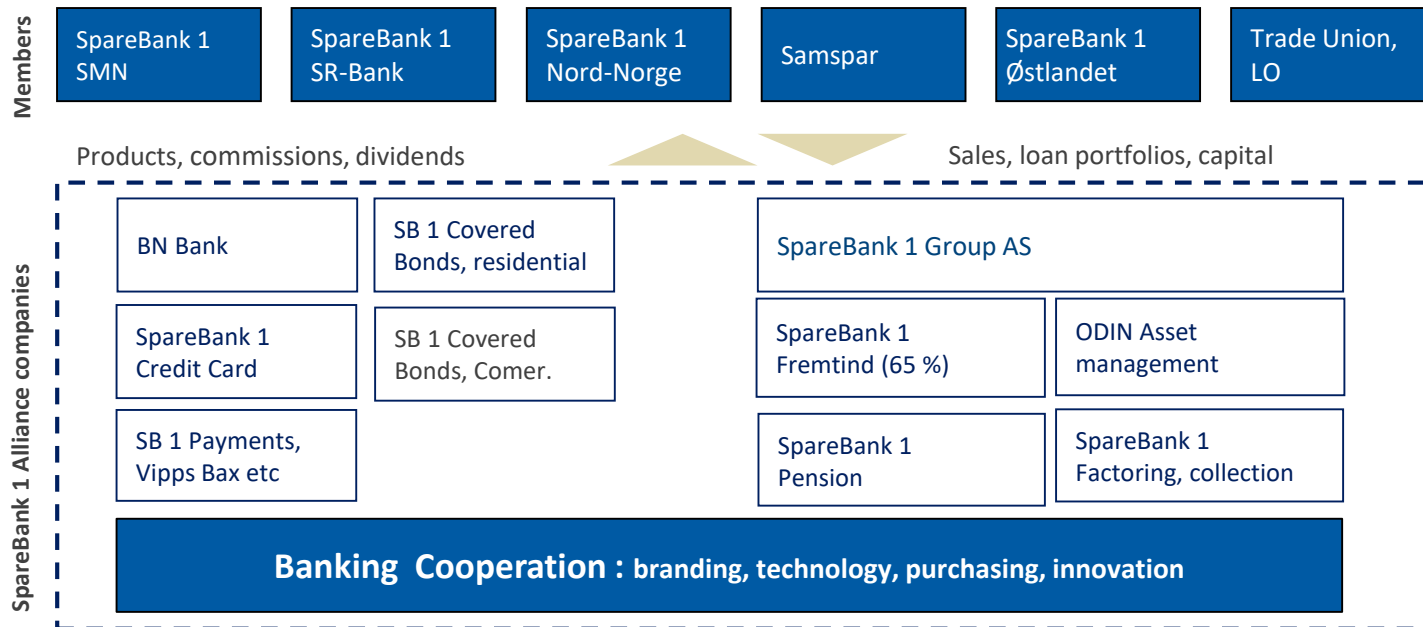 Members
SpareBank 1
SMN
SpareBank 1
SR-Bank
SpareBank 1
Nord-Norge
Samspar
SpareBank 1
Østlandet
Trade Union,
LO
Products, commissions, dividends
Sales, loan portfolios, capital
SpareBank 1 Alliance companies
BN Bank
SB 1 Covered
Bonds, residential
SpareBank 1 Group AS
SpareBank 1
Credit Card
SB 1 Covered
Bonds, Comer.
SpareBank 1
Fremtind (65 %)
ODIN Asset
management
SB 1 Payments,
Vipps Bax etc
SpareBank 1
Pension
SpareBank 1
Factoring, collection
Banking Cooperation : branding, technology, purchasing, innovation